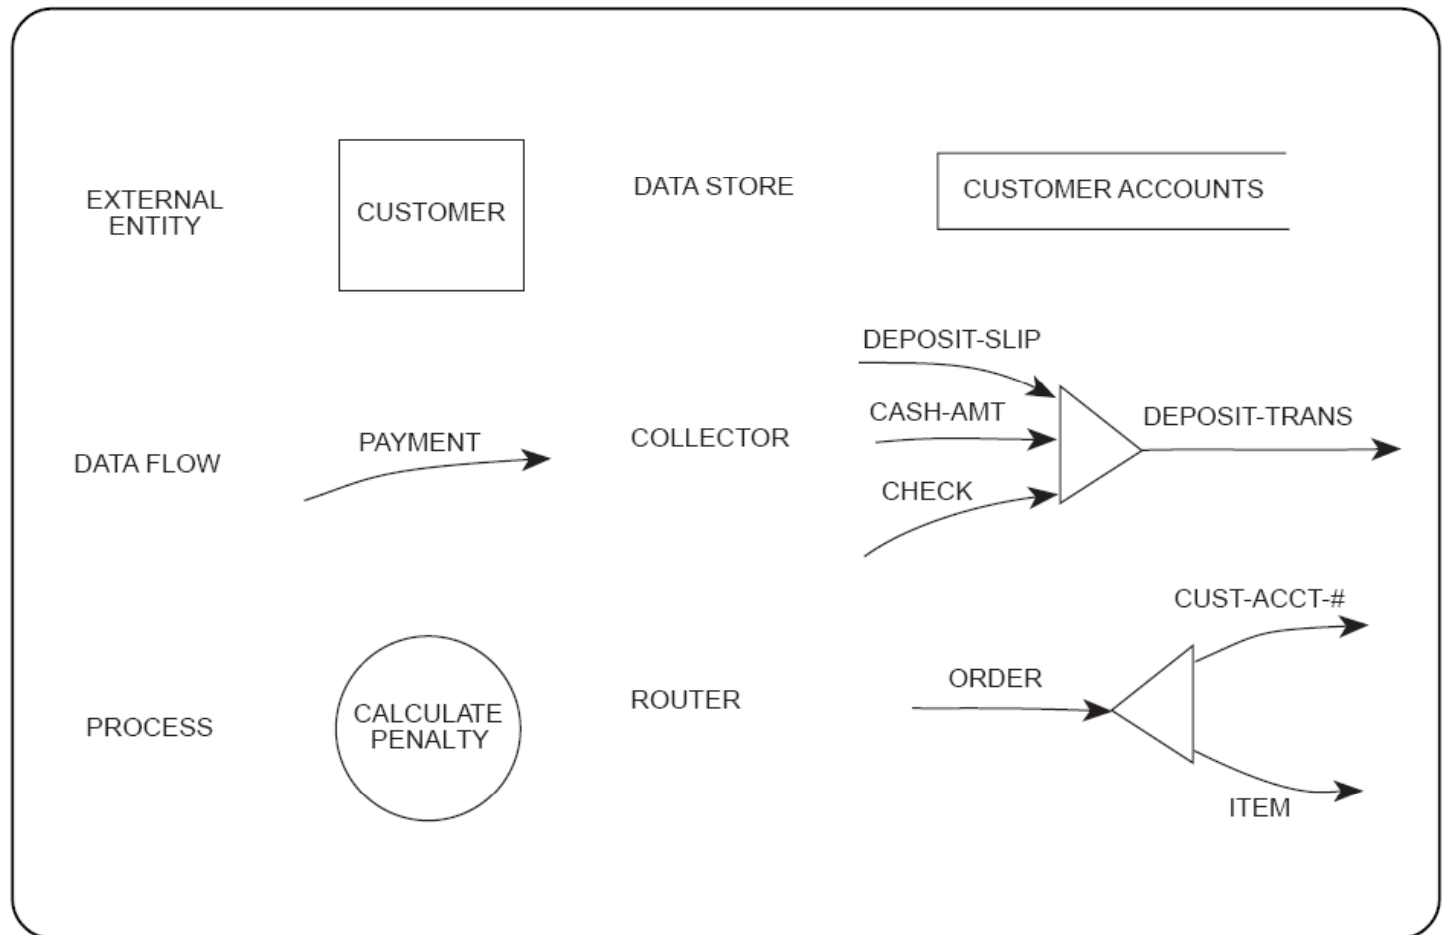 EXTERNAL
ENTITY
CUSTOMER
DATA STORE
CUSTOMER ACCOUNTS
DATA FLOW
PAYMENT
COLLECTOR
DEPOSIT-SLIP
CASH-AMT
CHECK
DEPOSIT-TRANS
PROCESS
CALCULATE
PENALTY
ROUTER
ORDER
CUST-ACCT-#
ITEM